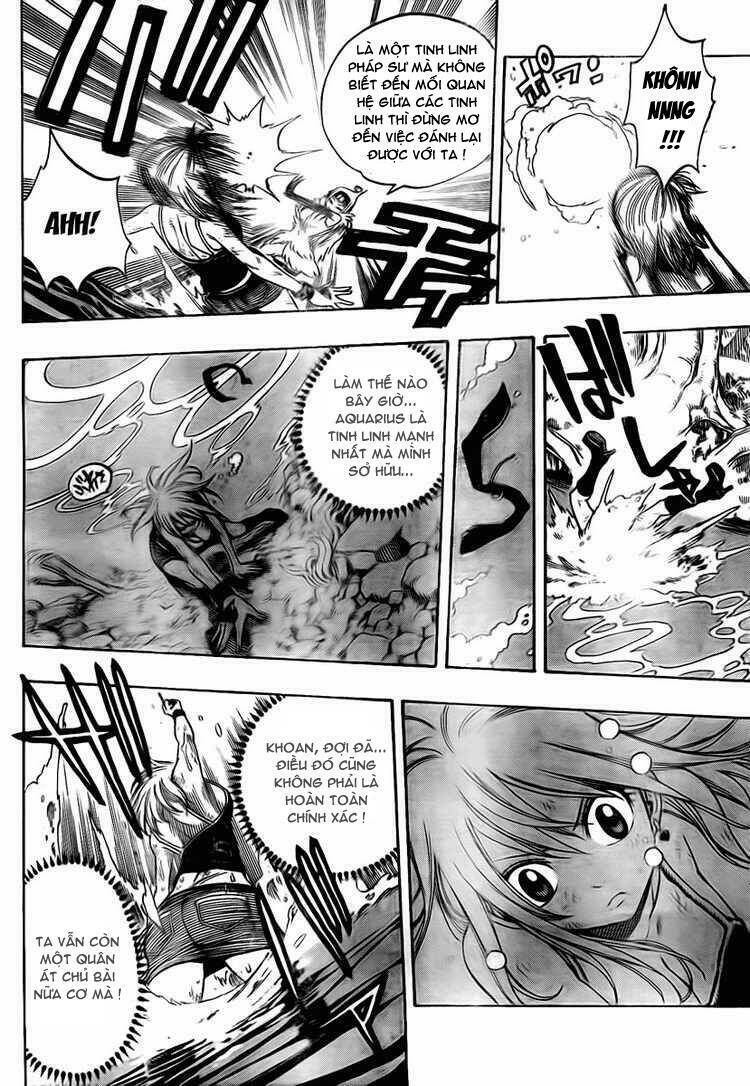 KHÔNN
NNNG
!!!
LÀ MỘT TINH LINH
PHÁP SƯ MÀ KHÔNG
BIẾT ĐẾN MỐI QUAN
HỆ GIỮA CÁC TINH
LINH THÌ ĐỪNG MƠ
ĐẾN VIỆC ĐÁNH LẠI
ĐƯỢC VỚI TA !
AHH!
LÀM THẾ NÀO
BÂY GIỜ...
AQUARIUS LÀ
TINH LINH MẠNH
NHẤT MÀ MÌNH
SỞ HỮU...
KHOAN, ĐỢI ĐÃ...
ĐIỀU ĐÓ CŨNG
KHÔNG PHẢI LÀ
HOÀN TOÀN
CHÍNH XÁC !
TA VẪN CÒN
MỘT QUÂN
ÁT CHỦ BÀI
NỮA CƠ MÀ !